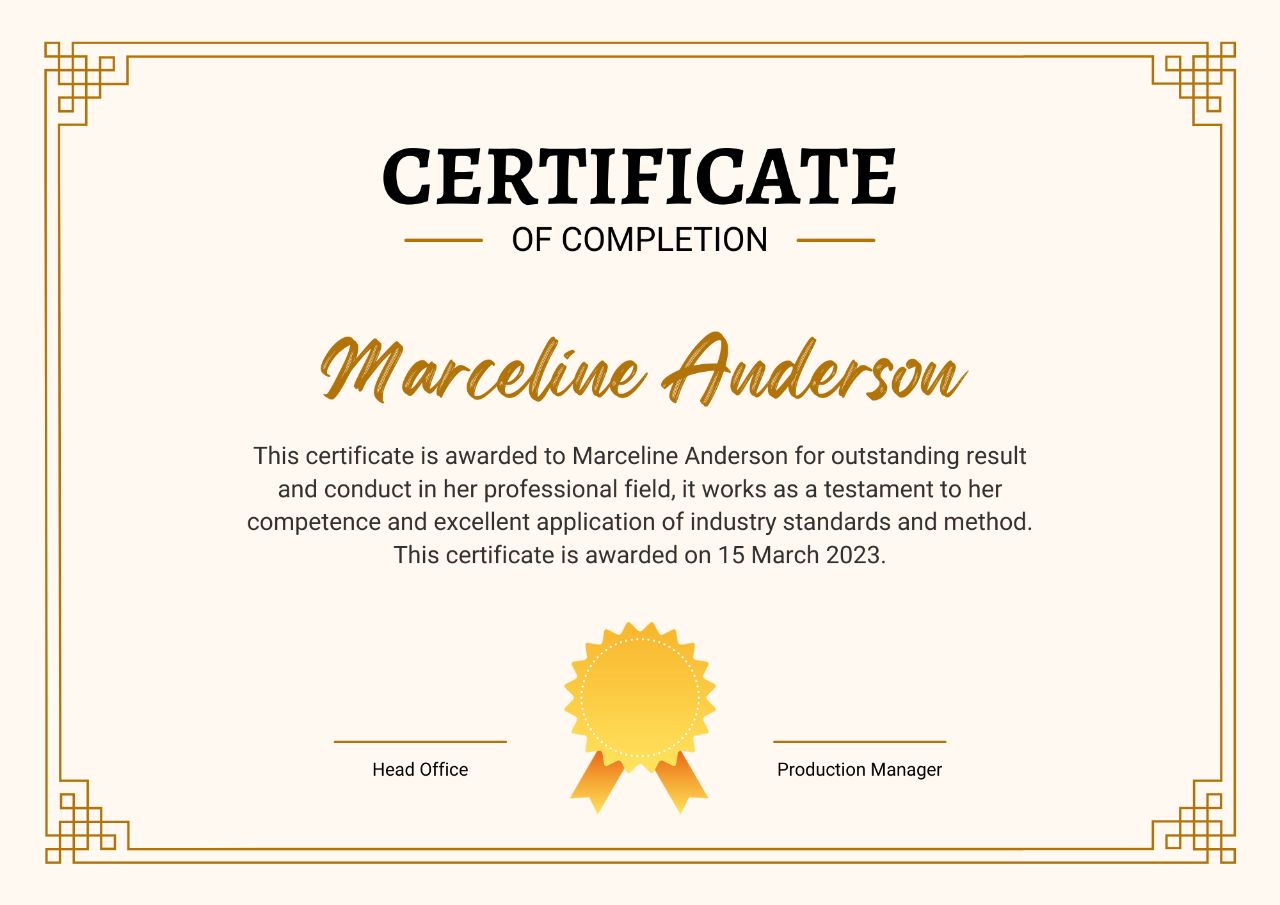 CERTIFICATE
OF COMPLETION
Marceline Anderson
This certificate is awarded to Marceline Anderson for outstanding result
and conduct in her professional field, it works as a testament to her
competence and excellent application of industry standards and method.
This certificate is awarded on 15 March 2023.
Head Office
Production Manager